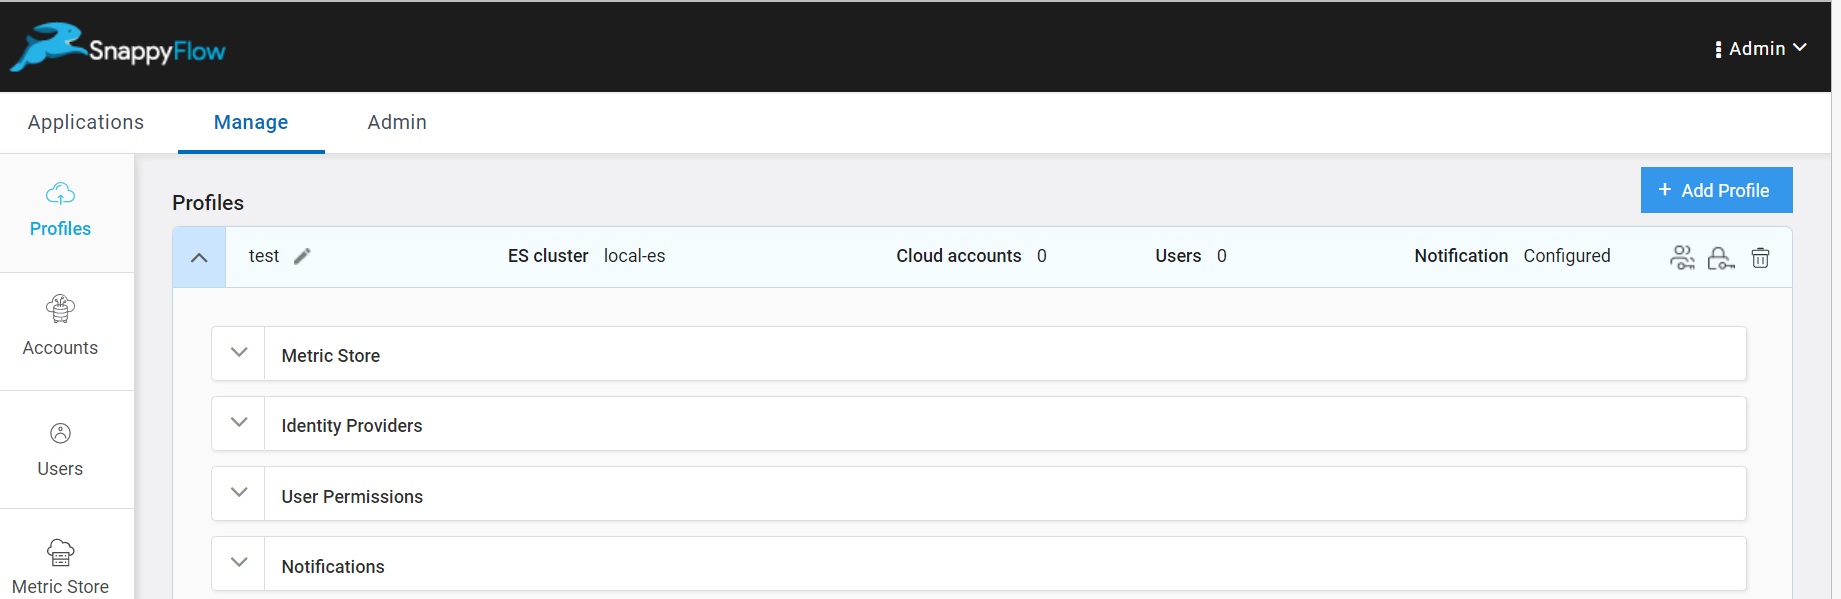 SnappyFlow
Admin
Applications Manage Admin
Profiles
Accounts
Users
Metric Store
Profiles
+ Add Profile
test ES cluster local-es Cloud accounts 0 Users 0 Notification Configured
Metric Store
Identity Providers
User Permissions
Notifications